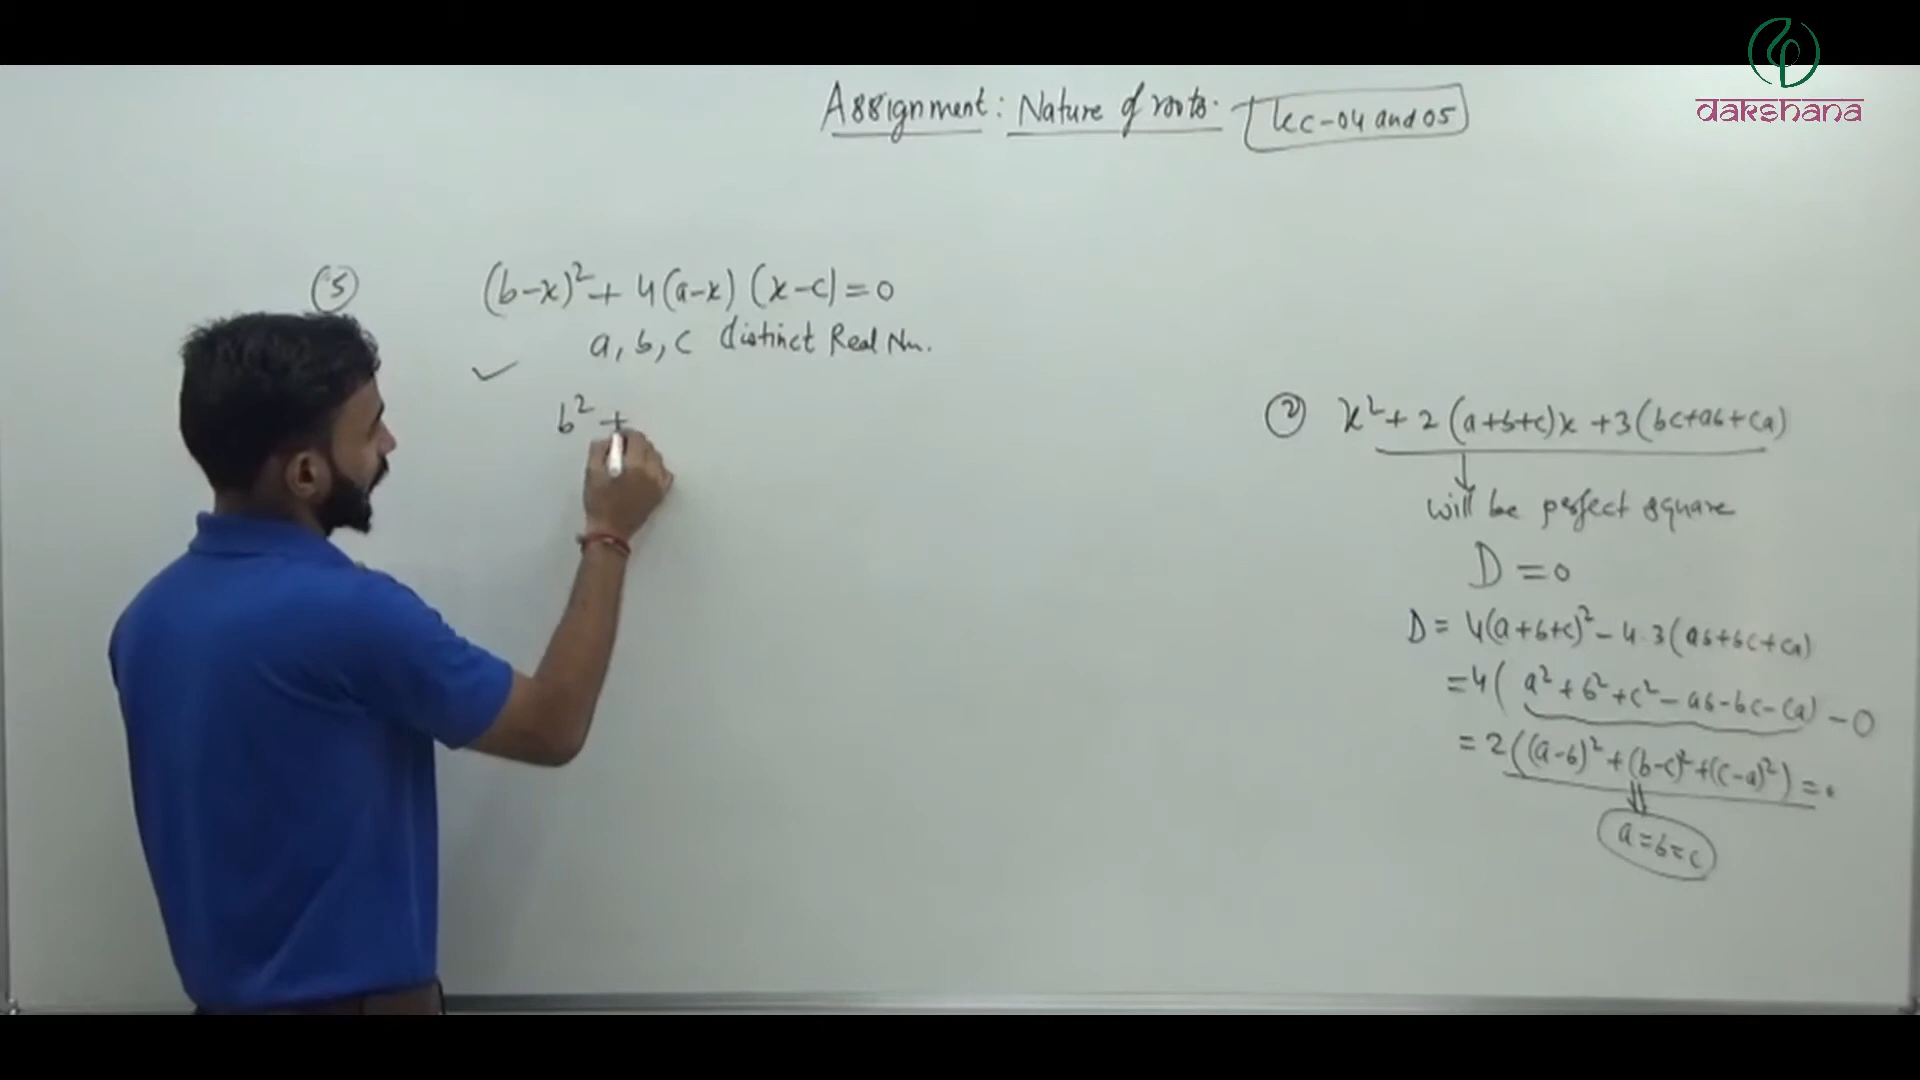 dakshana
Assignment: Nature of roots. Lec-04 and 05
(5) (b-x)² + 4(a-x) (x-c) = 0
a, b, c distinct Real Nu.
✓
b² +
(2) x² + 2(a+b+c)x + 3(bc+ab+ca)
will be perfect square
D = 0
D = 4(a+b+c)² - 4.3(ab+bc+ca)
= 4( a² + b² + c² - ab - bc - ca) - 0
= 2((a-b)² + (b-c)² + (c-a)²) = 0
a = b = c